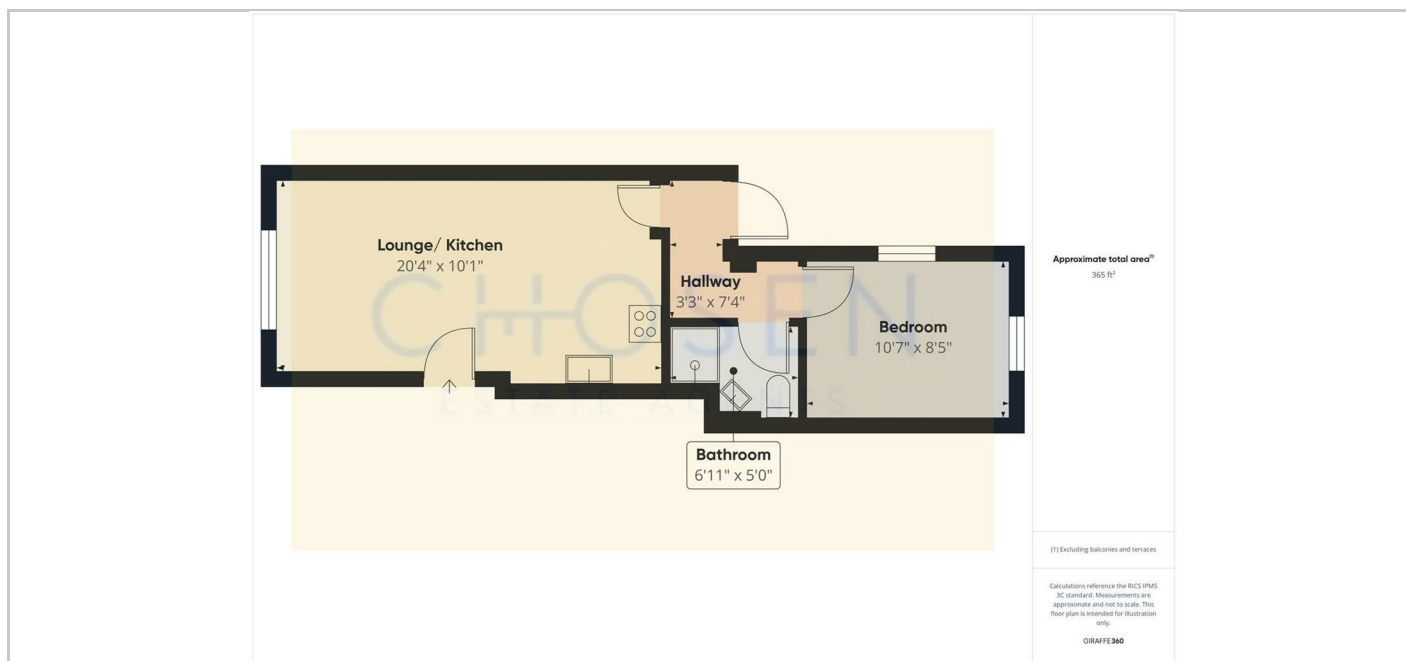 Lounge/ Kitchen
20'4" x 10'1"
Hallway
3'3" x 7'4"
Bedroom
10'7" x 8'5"
Bathroom
6'11" x 5'0"
CHOSEN
ESTATE AGENTS
Approximate total area(1)
365 ft²
(1) Excluding balconies and terraces
Calculations reference the RICS IPMS
3C standard. Measurements are
approximate and not to scale. This
floor plan is intended for illustration
only.
GIRAFFE360